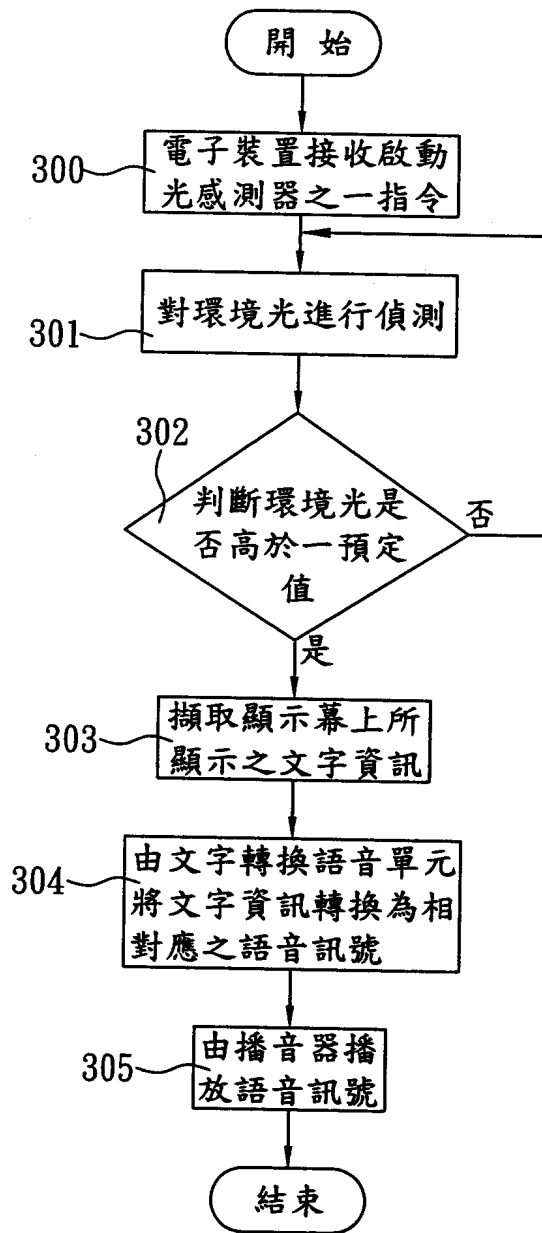 開 始
300
電子裝置接收啟動
光感測器之一指令
301
對環境光進行偵測
302
判斷環境光是
否高於一預定
值
否
是
303
擷取顯示幕上所
顯示之文字資訊
304
由文字轉換語音單元
將文字資訊轉換為相
對應之語音訊號
305
由播音器播
放語音訊號
結束